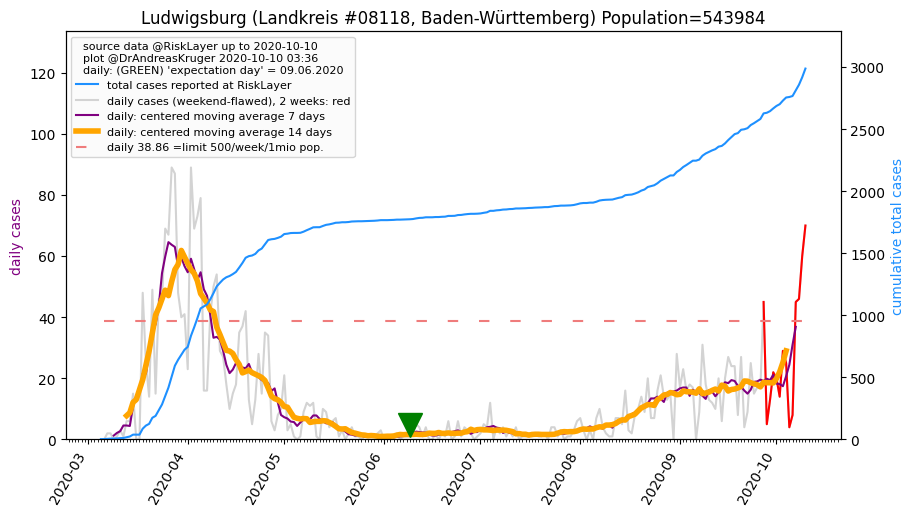 Ludwigsburg (Landkreis #08118, Baden-Württemberg) Population=543984
source data @RiskLayer up to 2020-10-10
plot @DrAndreasKruger 2020-10-10 03:36
daily: (GREEN) 'expectation day' = 09.06.2020
total cases reported at RiskLayer
daily cases (weekend-flawed), 2 weeks: red
daily: centered moving average 7 days
daily: centered moving average 14 days
daily 38.86 =limit 500/week/1mio pop.
daily cases
120
100
80
60
40
20
0
cumulative total cases
3000
2500
2000
1500
1000
500
0
2020-03
2020-04
2020-05
2020-06
2020-07
2020-08
2020-09
2020-10